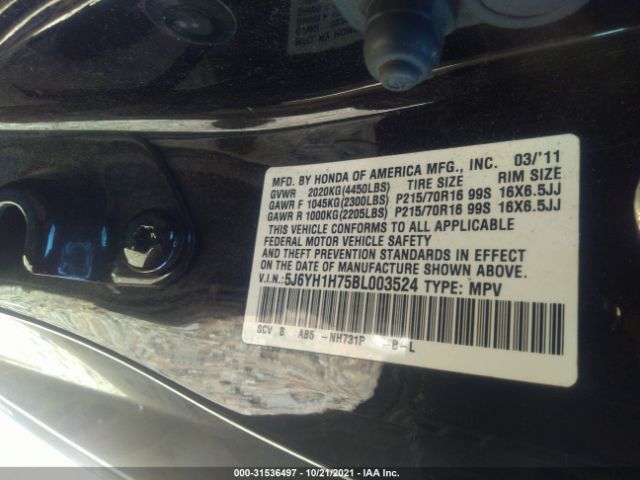 MFD. BY HONDA OF AMERICA MFG., INC. 03/'11
GVWR 2020KG(4450LBS) TIRE SIZE RIM SIZE
GAWR F 1045KG(2300LBS) P215/70R16 99S 16X6.5JJ
GAWR R 1000KG(2205LBS) P215/70R16 99S 16X6.5JJ
THIS VEHICLE CONFORMS TO ALL APPLICABLE
FEDERAL MOTOR VEHICLE SAFETY
AND THEFT PREVENTION STANDARDS IN EFFECT
ON THE DATE OF MANUFACTURE SHOWN ABOVE.
V.I.N.: 5J6YH1H75BL003524 TYPE: MPV
SCV B AB5 -NH731P -B-L
000-31536497 - 10/21/2021 - IAA Inc.